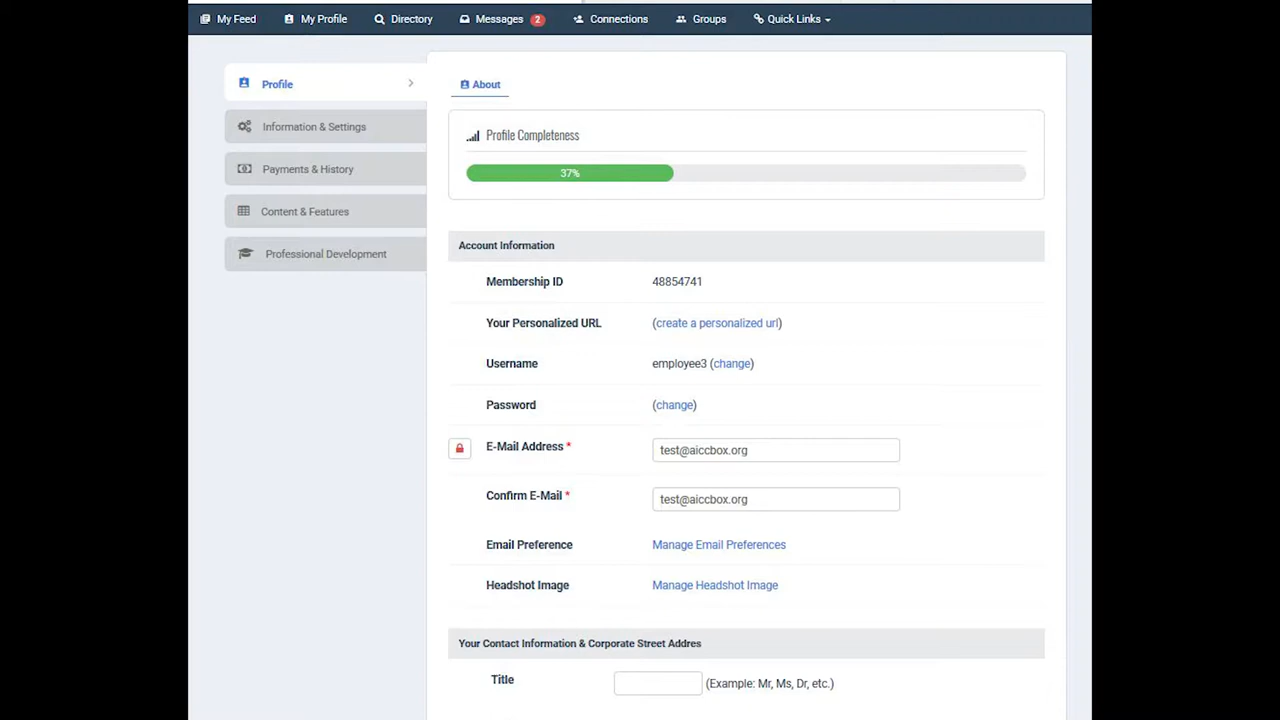 My Feed My Profile Directory Messages 2 Connections Groups Quick Links
Profile
Information & Settings
Payments & History
Content & Features
Professional Development
About
Profile Completeness
37%
Account Information
Membership ID 48854741
Your Personalized URL (create a personalized url)
Username employee3 (change)
Password (change)
E-Mail Address * test@aiccbox.org
Confirm E-Mail * test@aiccbox.org
Email Preference Manage Email Preferences
Headshot Image Manage Headshot Image
Your Contact Information & Corporate Street Addres
Title (Example: Mr, Ms, Dr, etc.)